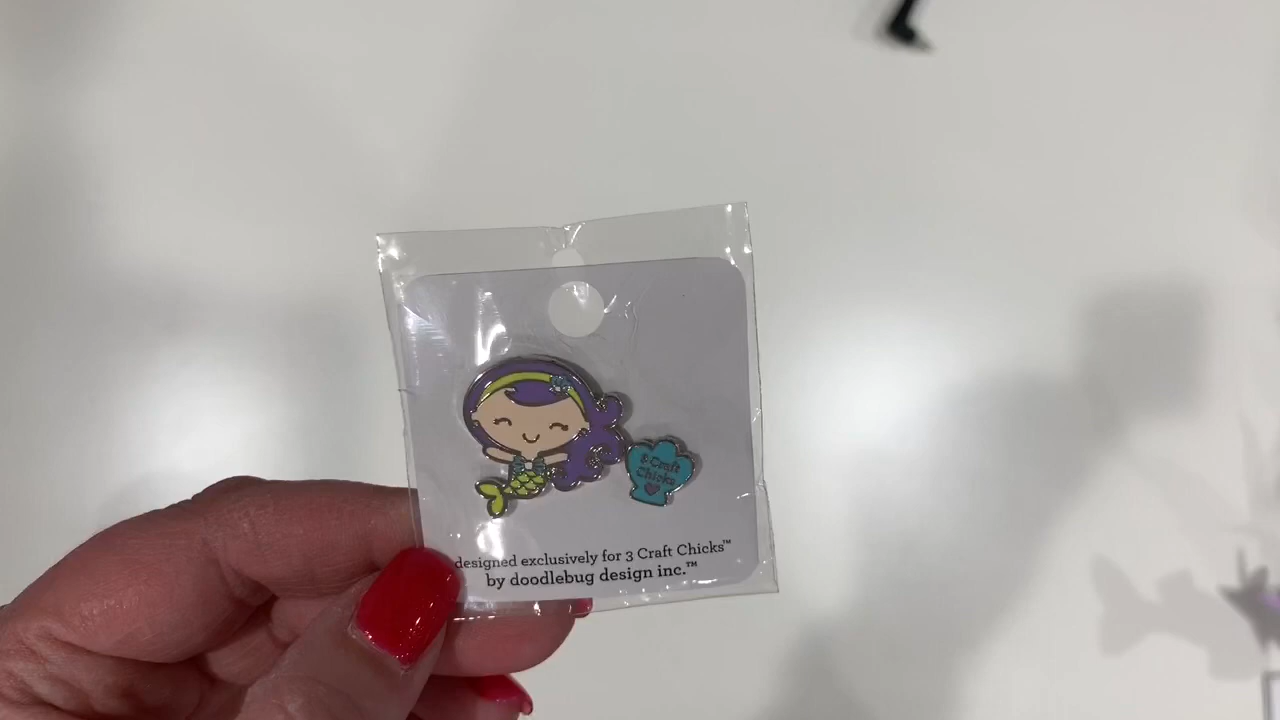 3 Craft
Chicks
designed exclusively for 3 Craft Chicks™
by doodlebug design inc.™